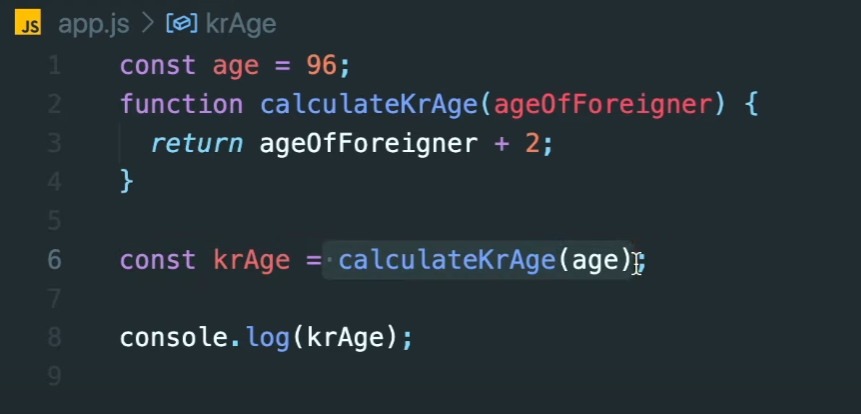 JS app.js > krAge
1 const age = 96;
2 function calculateKrAge(ageOfForeigner) {
3 return ageOfForeigner + 2;
4 }
5
6 const krAge = calculateKrAge(age);
7
8 console.log(krAge);
9